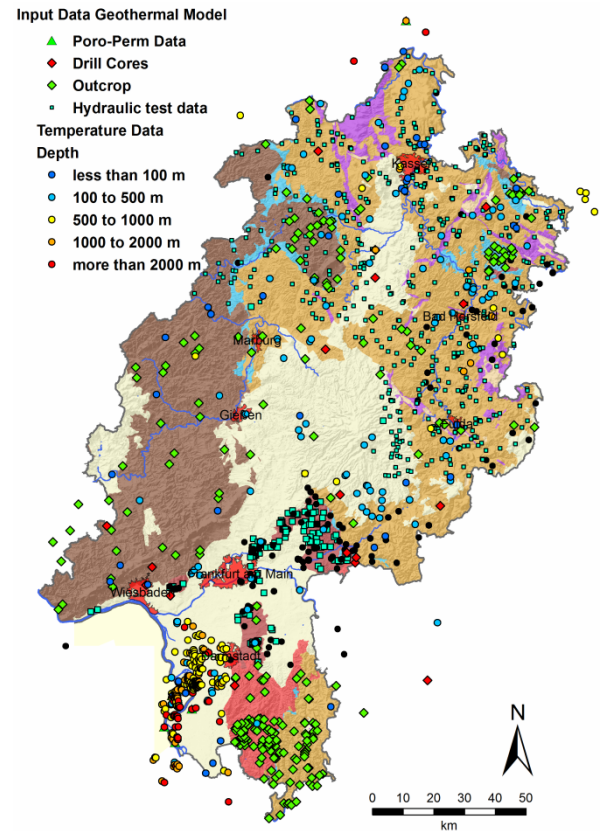 Input Data Geothermal Model
Poro-Perm Data
Drill Cores
Outcrop
Hydraulic test data
Temperature Data
Depth
less than 100 m
100 to 500 m
500 to 1000 m
1000 to 2000 m
more than 2000 m
Kassel
Bad Hersfeld
Marburg
Gießen
Fulda
Frankfurt am Main
Wiesbaden
Darmstadt
N
0 10 20 30 40 50
km